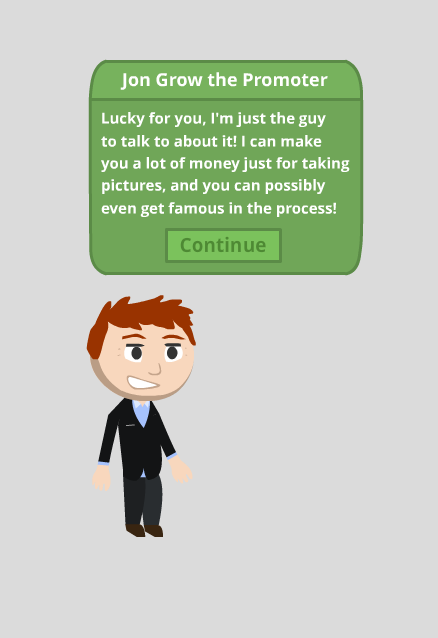 Jon Grow the Promoter
Lucky for you, I'm just the guy
to talk to about it! I can make
you a lot of money just for taking
pictures, and you can possibly
even get famous in the process!
Continue